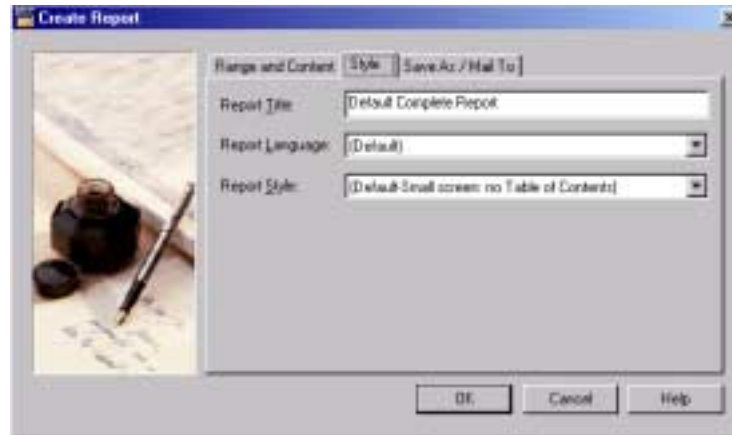 Create Report
Range and Content Style Save As / Mail To
Report Title: Default Complete Report
Report Language: (Default)
Report Style: (Default-Small screen: no Table of Contents)
OK Cancel Help